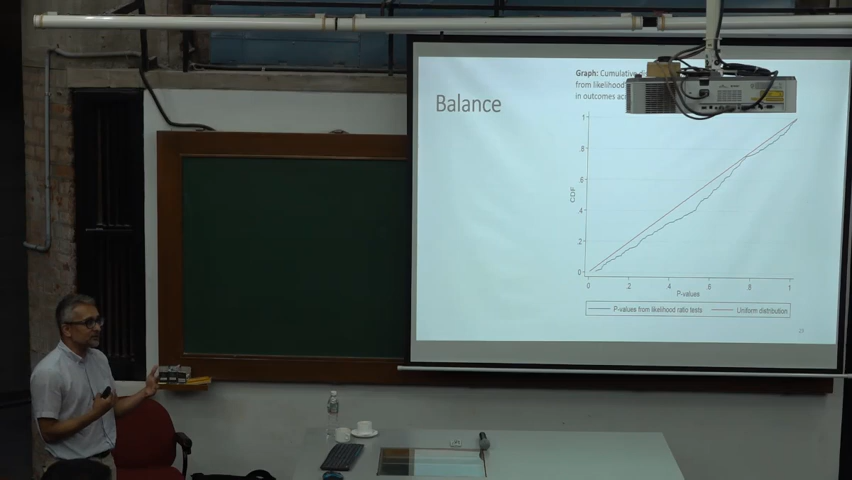 Balance
Graph: Cumulative
from likelihood
in outcomes
1
.8
.6
.4
.2
0
CDF
0 .2 .4 .6 .8 1
P-values
P-values from likelihood ratio tests
Uniform distribution